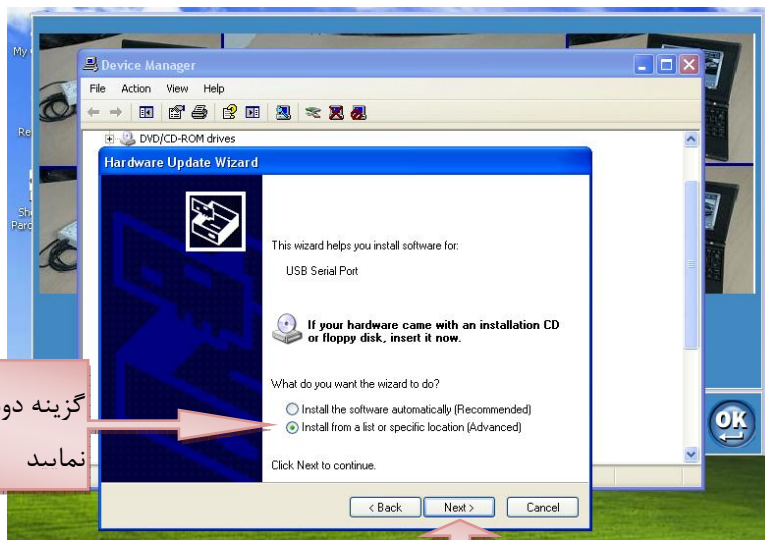 My
Device Manager
File Action View Help
Re
DVD/CD-ROM drives
Hardware Update Wizard
Sh
Parc
This wizard helps you install software for:
USB Serial Port
If your hardware came with an installation CD
or floppy disk, insert it now.
What do you want the wizard to do?
Install the software automatically (Recommended)
Install from a list or specific location (Advanced)
گزینه دو
نمایید
OK
Click Next to continue.
< Back Next > Cancel